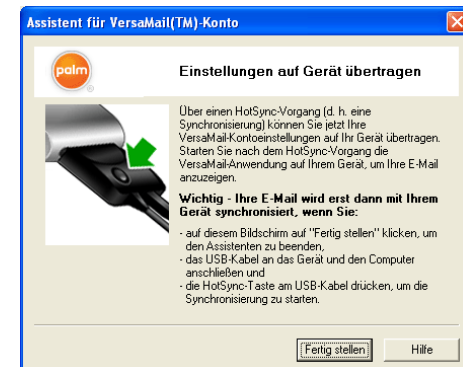 Assistent für VersaMail(TM)-Konto
palm
Einstellungen auf Gerät übertragen
Über einen HotSync-Vorgang (d. h. eine
Synchronisierung) können Sie jetzt Ihre
VersaMail-Kontoeinstellungen auf Ihr Gerät übertragen.
Starten Sie nach dem HotSync-Vorgang die
VersaMail-Anwendung auf Ihrem Gerät, um Ihre E-Mail
anzuzeigen.
Wichtig - Ihre E-Mail wird erst dann mit Ihrem
Gerät synchronisiert, wenn Sie:
- auf diesem Bildschirm auf "Fertig stellen" klicken, um
den Assistenten zu beenden,
- das USB-Kabel an das Gerät und den Computer
anschließen und
- die HotSync-Taste am USB-Kabel drücken, um die
Synchronisierung zu starten.
Fertig stellen
Hilfe